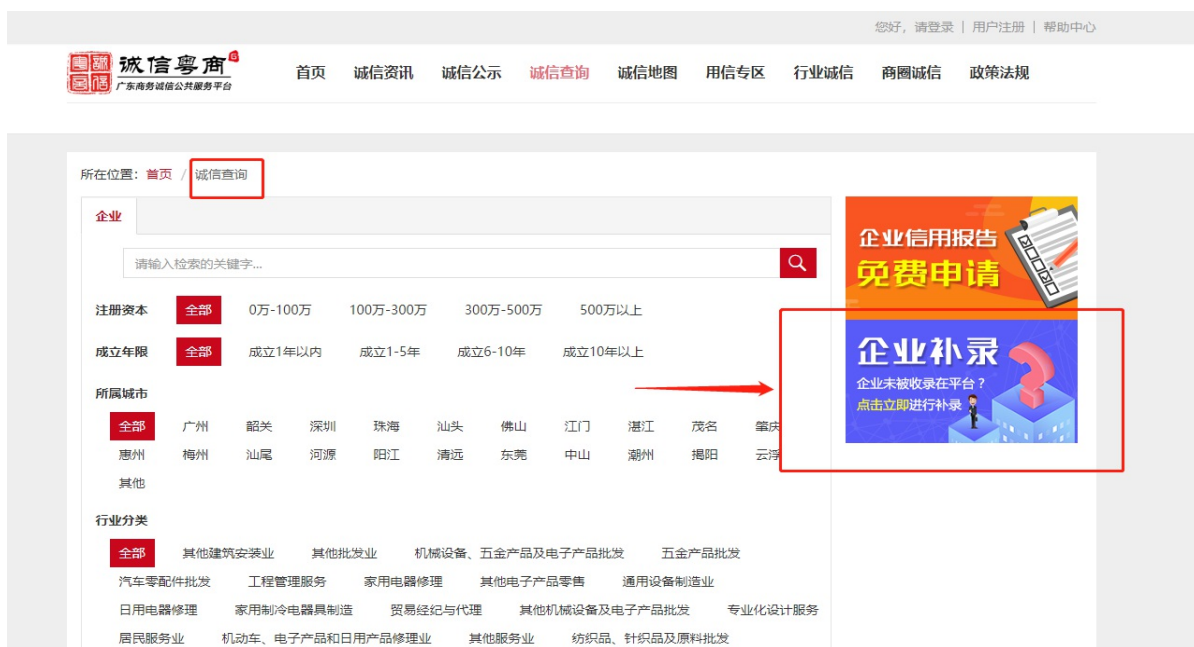 您好，请登录 | 用户注册 | 帮助中心
诚信粤商
广东商务诚信公共服务平台
首页 诚信资讯 诚信公示 诚信查询 诚信地图 用信专区 行业诚信 商圈诚信 政策法规
所在位置：首页 / 诚信查询
企业
请输入检索的关键字...
注册资本 全部 0万-100万 100万-300万 300万-500万 500万以上
成立年限 全部 成立1年以内 成立1-5年 成立6-10年 成立10年以上
所属城市
全部 广州 韶关 深圳 珠海 汕头 佛山 江门 湛江 茂名 肇庆
惠州 梅州 汕尾 河源 阳江 清远 东莞 中山 潮州 揭阳 云浮
其他
行业分类
全部 其他建筑安装业 其他批发业 机械设备、五金产品及电子产品批发 五金产品批发
汽车零配件批发 工程管理服务 家用电器修理 其他电子产品零售 通用设备制造业
日用电器修理 家用制冷电器具制造 贸易经纪与代理 其他机械设备及电子产品批发 专业化设计服务
居民服务业 机动车、电子产品和日用产品修理业 其他服务业 纺织品、针织品及原料批发
企业信用报告
免费申请
企业补录
企业未被收录在平台？
点击立即进行补录